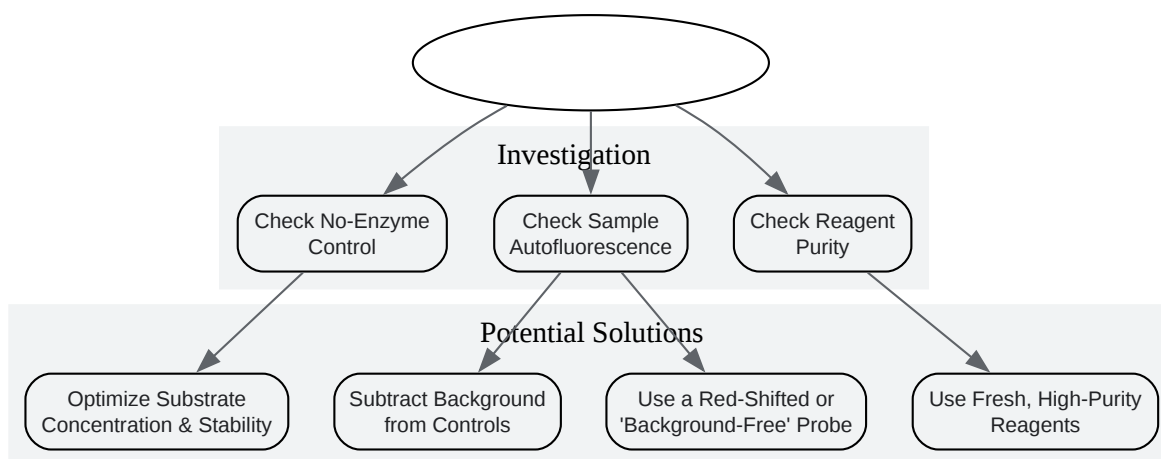 Investigation
Check No-Enzyme
Control
Check Sample
Autofluorescence
Check Reagent
Purity
Potential Solutions
Optimize Substrate
Concentration & Stability
Subtract Background
from Controls
Use a Red-Shifted or
'Background-Free' Probe
Use Fresh, High-Purity
Reagents